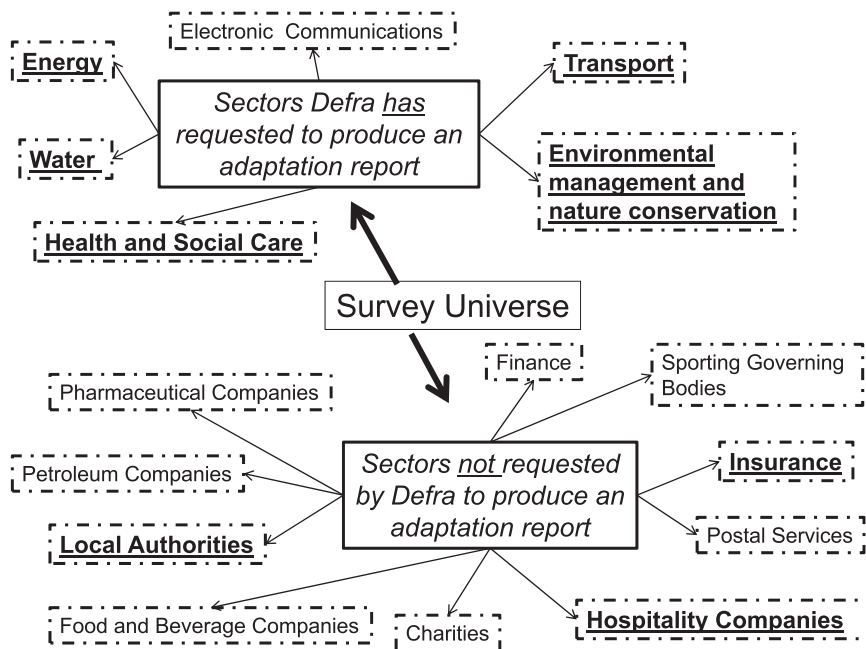 Electronic Communications
Energy
Transport
Sectors Defra has
requested to produce an
adaptation report
Water
Environmental
management and
nature conservation
Health and Social Care
Survey Universe
Finance
Sporting Governing
Bodies
Pharmaceutical Companies
Petroleum Companies
Sectors not requested
by Defra to produce an
adaptation report
Insurance
Local Authorities
Postal Services
Food and Beverage Companies
Charities
Hospitality Companies